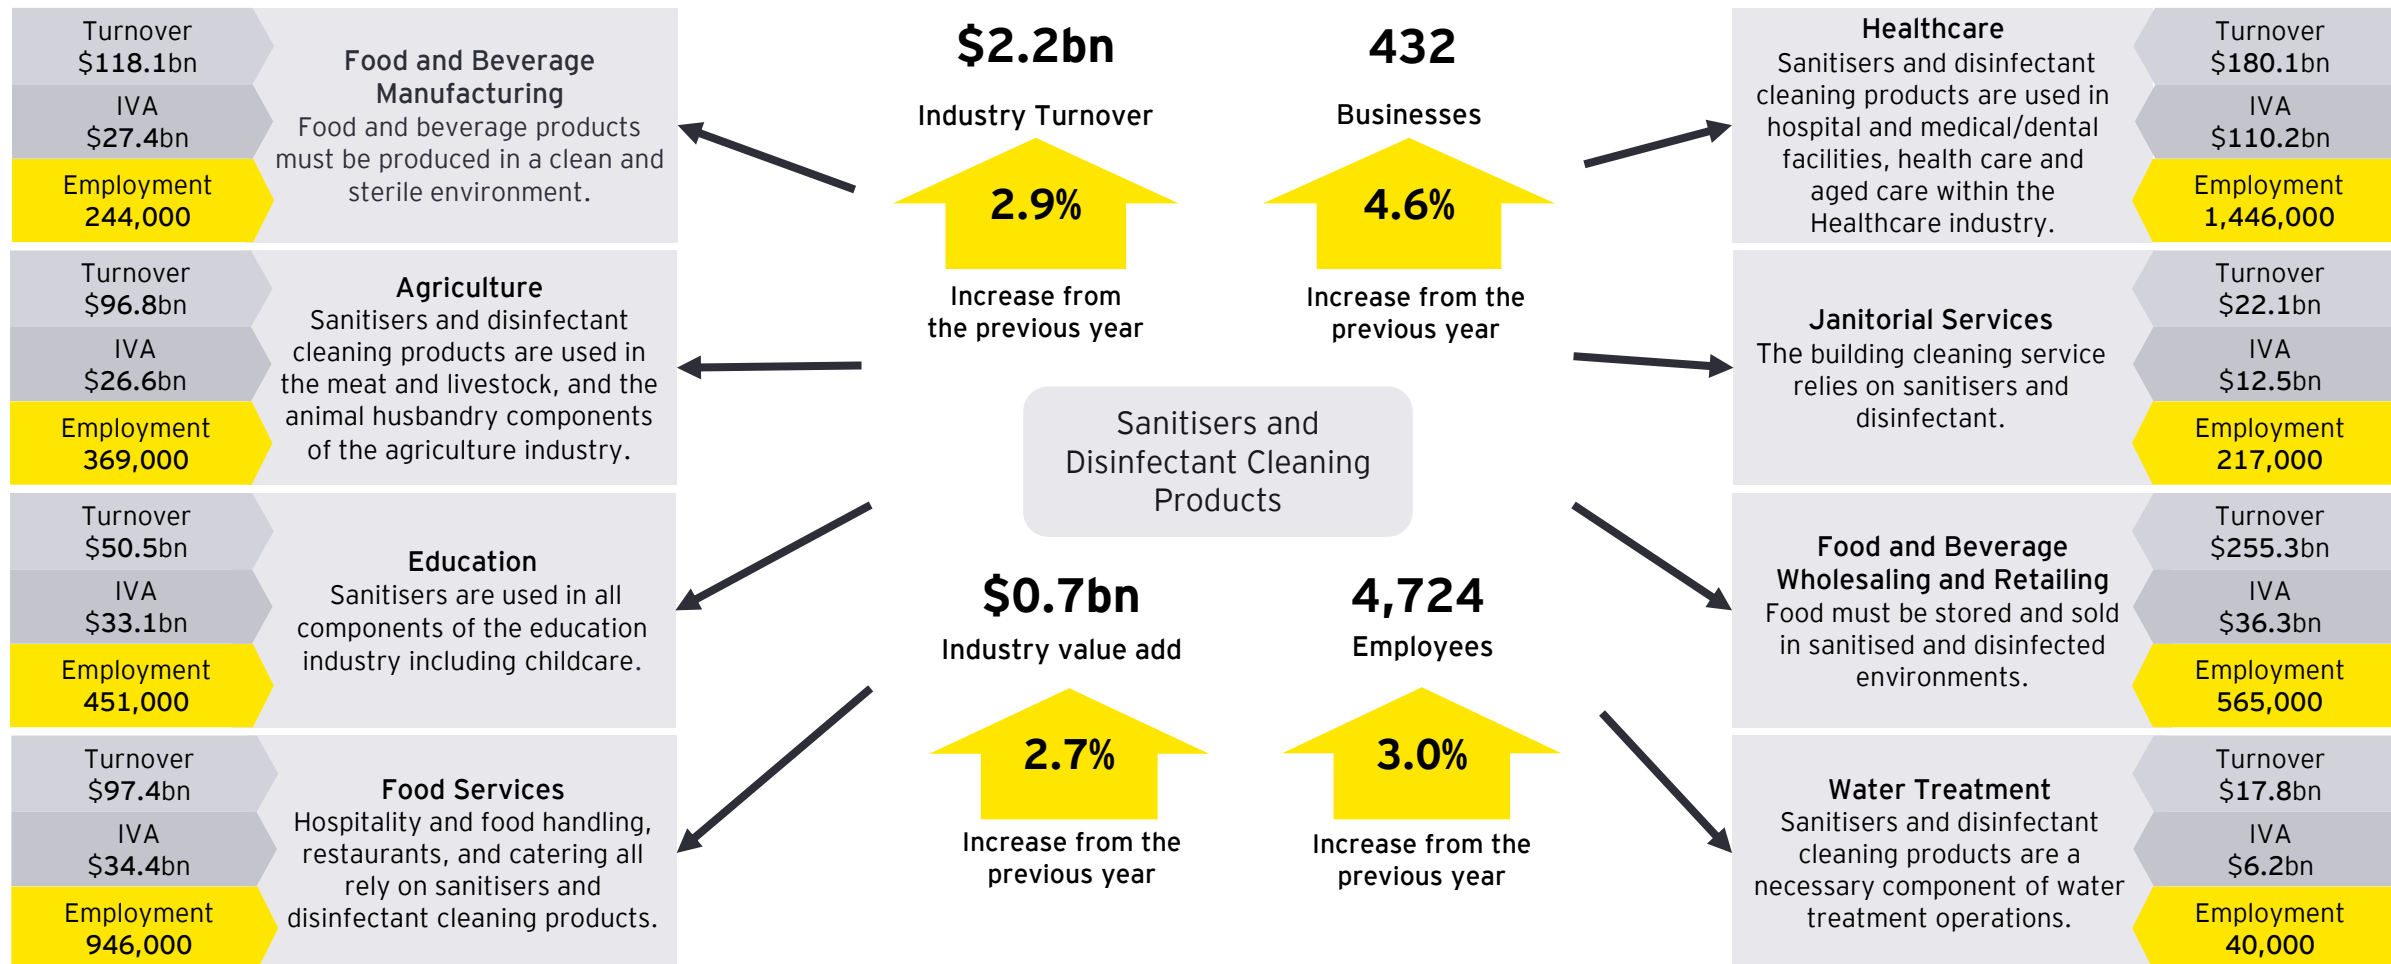 Turnover
$118.1bn
IVA
$27.4bn
Employment
244,000
Food and Beverage
Manufacturing
Food and beverage products
must be produced in a clean and
sterile environment.
Turnover
$96.8bn
IVA
$26.6bn
Employment
369,000
Agriculture
Sanitisers and disinfectant
cleaning products are used in
the meat and livestock, and the
animal husbandry components
of the agriculture industry.
Turnover
$50.5bn
IVA
$33.1bn
Employment
451,000
Education
Sanitisers are used in all
components of the education
industry including childcare.
Turnover
$97.4bn
IVA
$34.4bn
Employment
946,000
Food Services
Hospitality and food handling,
restaurants, and catering all
rely on sanitisers and
disinfectant cleaning products.
$2.2bn
Industry Turnover
2.9%
Increase from
the previous year
432
Businesses
4.6%
Increase from the
previous year
Sanitisers and
Disinfectant Cleaning
Products
$0.7bn
Industry value add
2.7%
Increase from the
previous year
4,724
Employees
3.0%
Increase from the
previous year
Healthcare
Sanitisers and disinfectant
cleaning products are used in
hospital and medical/dental
facilities, health care and
aged care within the
Healthcare industry.
Turnover
$180.1bn
IVA
$110.2bn
Employment
1,446,000
Janitorial Services
The building cleaning service
relies on sanitisers and
disinfectant.
Turnover
$22.1bn
IVA
$12.5bn
Employment
217,000
Food and Beverage
Wholesaling and Retailing
Food must be stored and sold
in sanitised and disinfected
environments.
Turnover
$255.3bn
IVA
$36.3bn
Employment
565,000
Water Treatment
Sanitisers and disinfectant
cleaning products are a
necessary component of water
treatment operations.
Turnover
$17.8bn
IVA
$6.2bn
Employment
40,000